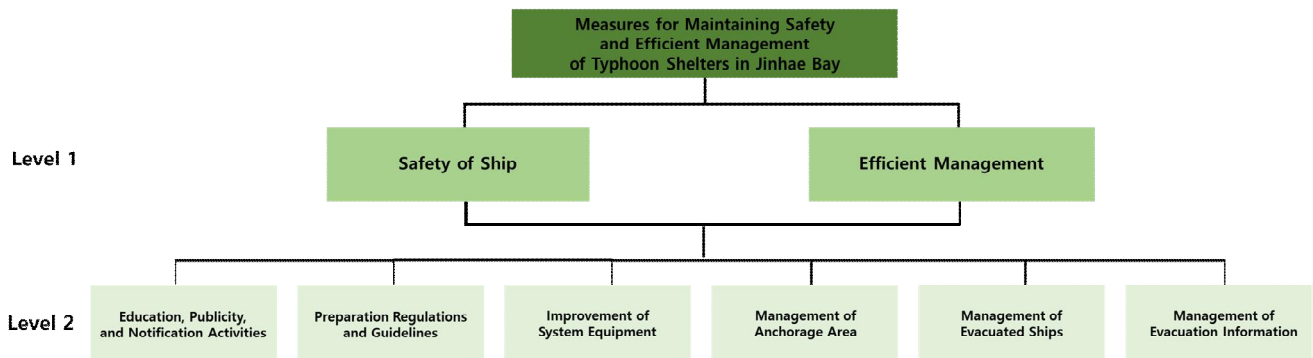 Measures for Maintaining Safety
and Efficient Management
of Typhoon Shelters in Jinhae Bay
Level 1
Safety of Ship
Efficient Management
Level 2
Education, Publicity,
and Notification Activities
Preparation Regulations
and Guidelines
Improvement of
System Equipment
Management of
Anchorage Area
Management of
Evacuated Ships
Management of
Evacuation Information